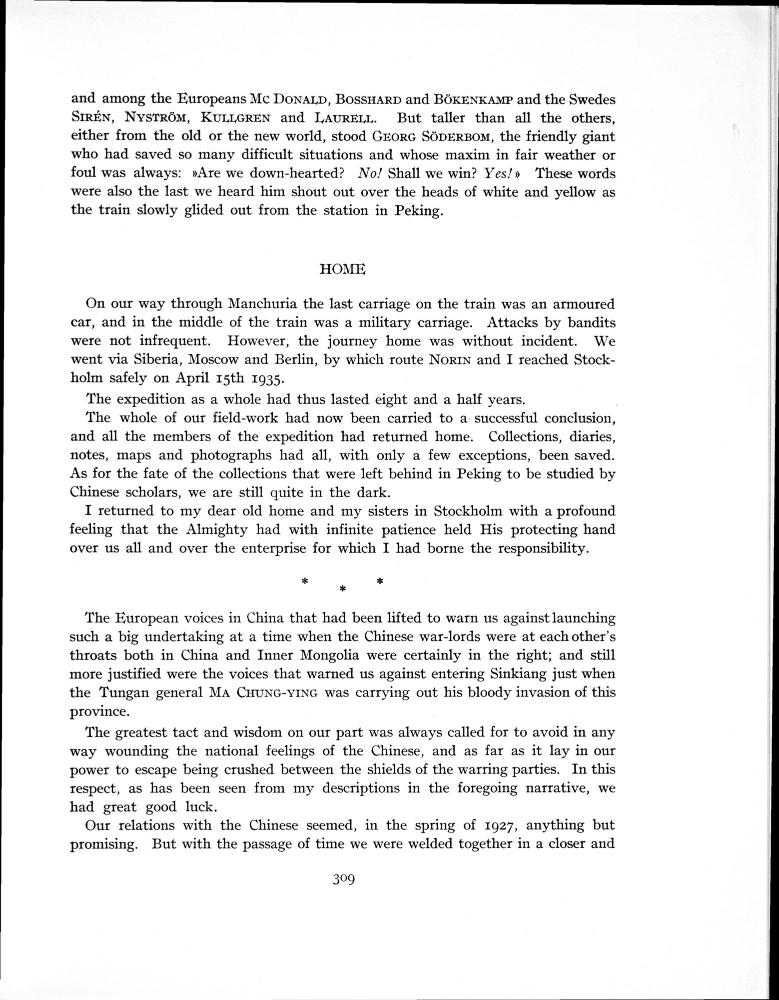 and among the Europeans Mc Donald, Bosshard and Bökenkamp and the Swedes
Sirén, Nyström, Kullgren and Laurell. But taller than all the others,
either from the old or the new world, stood Georg Söderbom, the friendly giant
who had saved so many difficult situations and whose maxim in fair weather or
foul was always: »Are we down-hearted? No! Shall we win? Yes!» These words
were also the last we heard him shout out over the heads of white and yellow as
the train slowly glided out from the station in Peking.
HOME
On our way through Manchuria the last carriage on the train was an armoured
car, and in the middle of the train was a military carriage. Attacks by bandits
were not infrequent. However, the journey home was without incident. We
went via Siberia, Moscow and Berlin, by which route Norin and I reached Stock-
holm safely on April 15th 1935.
The expedition as a whole had thus lasted eight and a half years.
The whole of our field-work had now been carried to a successful conclusion,
and all the members of the expedition had returned home. Collections, diaries,
notes, maps and photographs had all, with only a few exceptions, been saved.
As for the fate of the collections that were left behind in Peking to be studied by
Chinese scholars, we are still quite in the dark.
I returned to my dear old home and my sisters in Stockholm with a profound
feeling that the Almighty had with infinite patience held His protecting hand
over us all and over the enterprise for which I had borne the responsibility.
* * *
The European voices in China that had been lifted to warn us against launching
such a big undertaking at a time when the Chinese war-lords were at each other's
throats both in China and Inner Mongolia were certainly in the right; and still
more justified were the voices that warned us against entering Sinkiang just when
the Tungan general Ma Chung-ying was carrying out his bloody invasion of this
province.
The greatest tact and wisdom on our part was always called for to avoid in any
way wounding the national feelings of the Chinese, and as far as it lay in our
power to escape being crushed between the shields of the warring parties. In this
respect, as has been seen from my descriptions in the foregoing narrative, we
had great good luck.
Our relations with the Chinese seemed, in the spring of 1927, anything but
promising. But with the passage of time we were welded together in a closer and
309